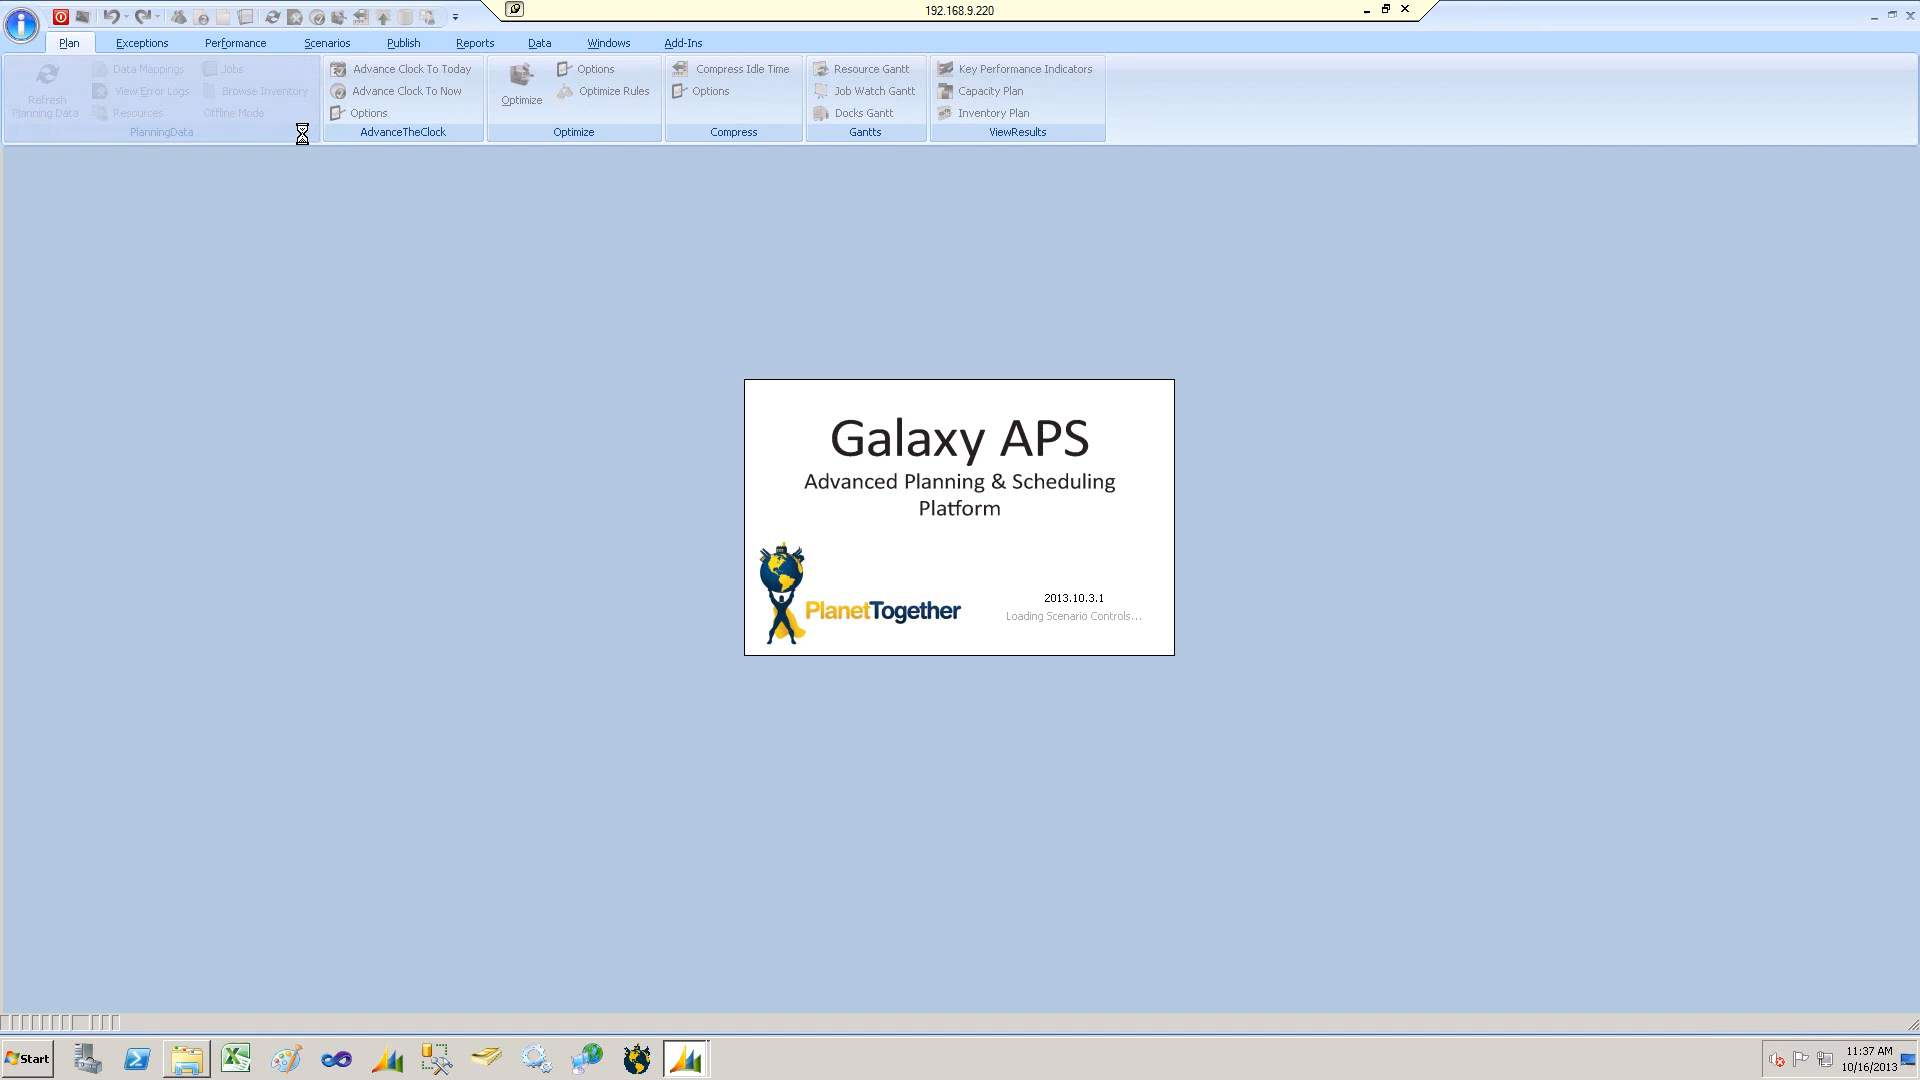 192.168.9.220
Plan Exceptions Performance Scenarios Publish Reports Data Windows Add-Ins
Refresh Planning Data
Data Mappings
View Error Logs
Resources
Jobs
Browse Inventory
Offline Mode
PlanningData
Advance Clock To Today
Advance Clock To Now
Options
AdvanceTheClock
Optimize
Options
Optimize Rules
Optimize
Compress Idle Time
Options
Compress
Resource Gantt
Job Watch Gantt
Docks Gantt
Gantts
Key Performance Indicators
Capacity Plan
Inventory Plan
ViewResults
Galaxy APS
Advanced Planning & Scheduling
Platform
PlanetTogether
2013.10.3.1
Loading Scenario Controls...
Start
11:37 AM
10/16/2013